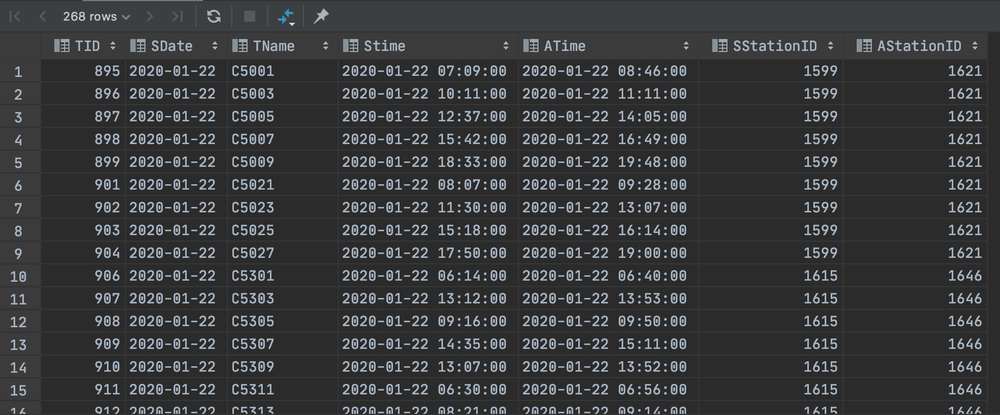 268 rows
TID SDate TName Stime ATime SStationID AStationID
1 895 2020-01-22 C5001 2020-01-22 07:09:00 2020-01-22 08:46:00 1599 1621
2 896 2020-01-22 C5003 2020-01-22 10:11:00 2020-01-22 11:11:00 1599 1621
3 897 2020-01-22 C5005 2020-01-22 12:37:00 2020-01-22 14:05:00 1599 1621
4 898 2020-01-22 C5007 2020-01-22 15:42:00 2020-01-22 16:49:00 1599 1621
5 899 2020-01-22 C5009 2020-01-22 18:33:00 2020-01-22 19:48:00 1599 1621
6 901 2020-01-22 C5021 2020-01-22 08:07:00 2020-01-22 09:28:00 1599 1621
7 902 2020-01-22 C5023 2020-01-22 11:30:00 2020-01-22 13:07:00 1599 1621
8 903 2020-01-22 C5025 2020-01-22 15:18:00 2020-01-22 16:14:00 1599 1621
9 904 2020-01-22 C5027 2020-01-22 17:50:00 2020-01-22 19:00:00 1599 1621
10 906 2020-01-22 C5301 2020-01-22 06:14:00 2020-01-22 06:40:00 1615 1646
11 907 2020-01-22 C5303 2020-01-22 13:12:00 2020-01-22 13:53:00 1615 1646
12 908 2020-01-22 C5305 2020-01-22 09:16:00 2020-01-22 09:50:00 1615 1646
13 909 2020-01-22 C5307 2020-01-22 14:35:00 2020-01-22 15:11:00 1615 1646
14 910 2020-01-22 C5309 2020-01-22 13:07:00 2020-01-22 13:52:00 1615 1646
15 911 2020-01-22 C5311 2020-01-22 06:30:00 2020-01-22 06:56:00 1615 1646
16 912 2020-01-22 C5313 2020-01-22 08:21:00 2020-01-22 09:14:00 1615 1646